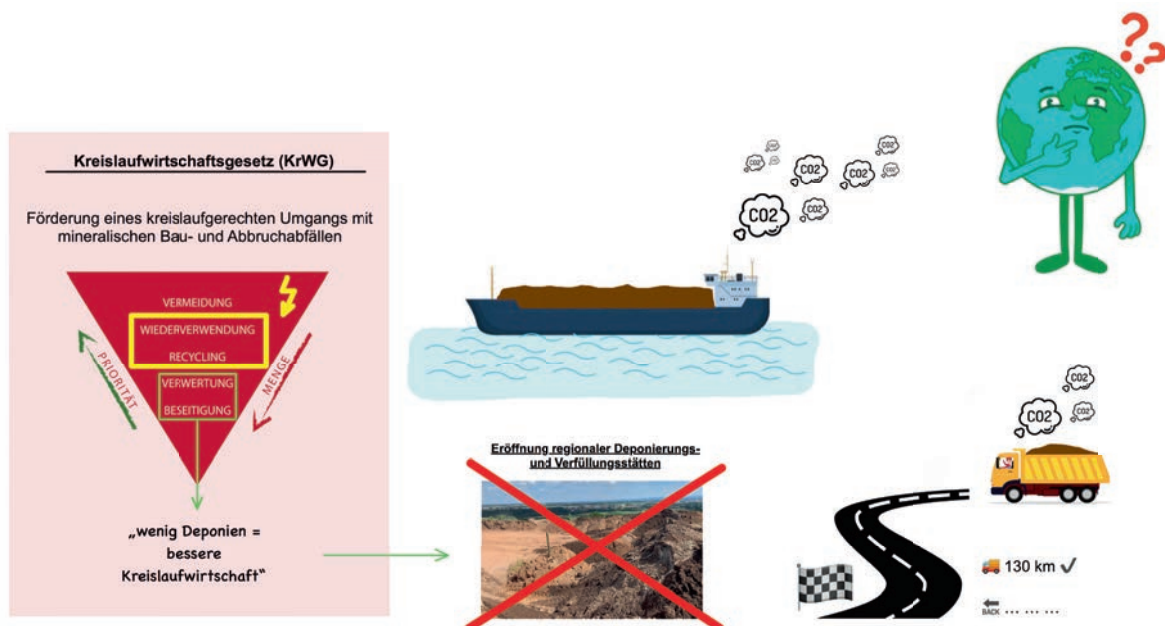 Kreislaufwirtschaftsgesetz (KrWG)
Förderung eines kreislaufgerechten Umgangs mit
mineralischen Bau- und Abbruchabfällen
VERMEIDUNG
WIEDERVERWENDUNG
RECYCLING
VERWERTUNG
BESEITIGUNG
PRIORITÄT
MENGE
„wenig Deponien =
bessere
Kreislaufwirtschaft“
CO2
CO2
CO2
CO2
CO2
CO2
CO2
Eröffnung regionaler Deponierungs-
und Verfüllungsstätten
CO2
CO2
CO2
130 km ✓
BACK ... ... ...
???